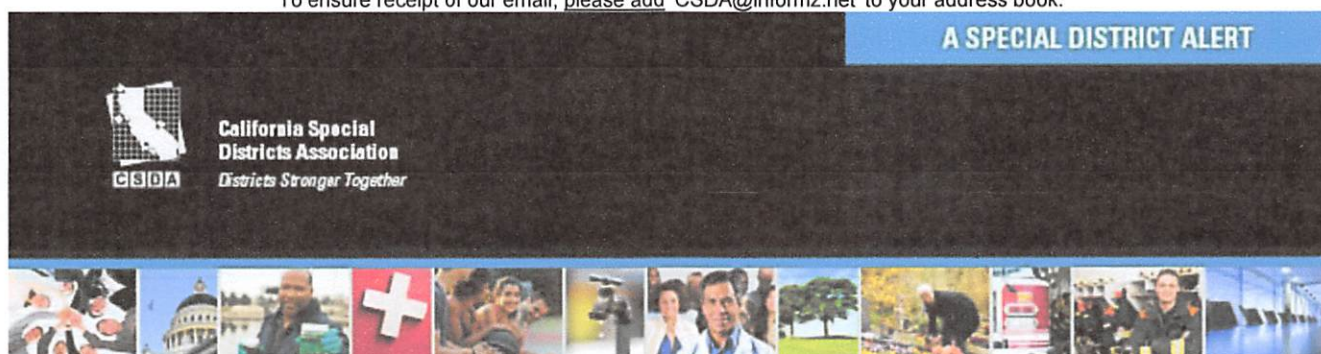 To ensure receipt of our email, please add 'CSDA@informz.net' to your address book.
A SPECIAL DISTRICT ALERT
California Special
Districts Association
CSDA
Districts Stronger Together